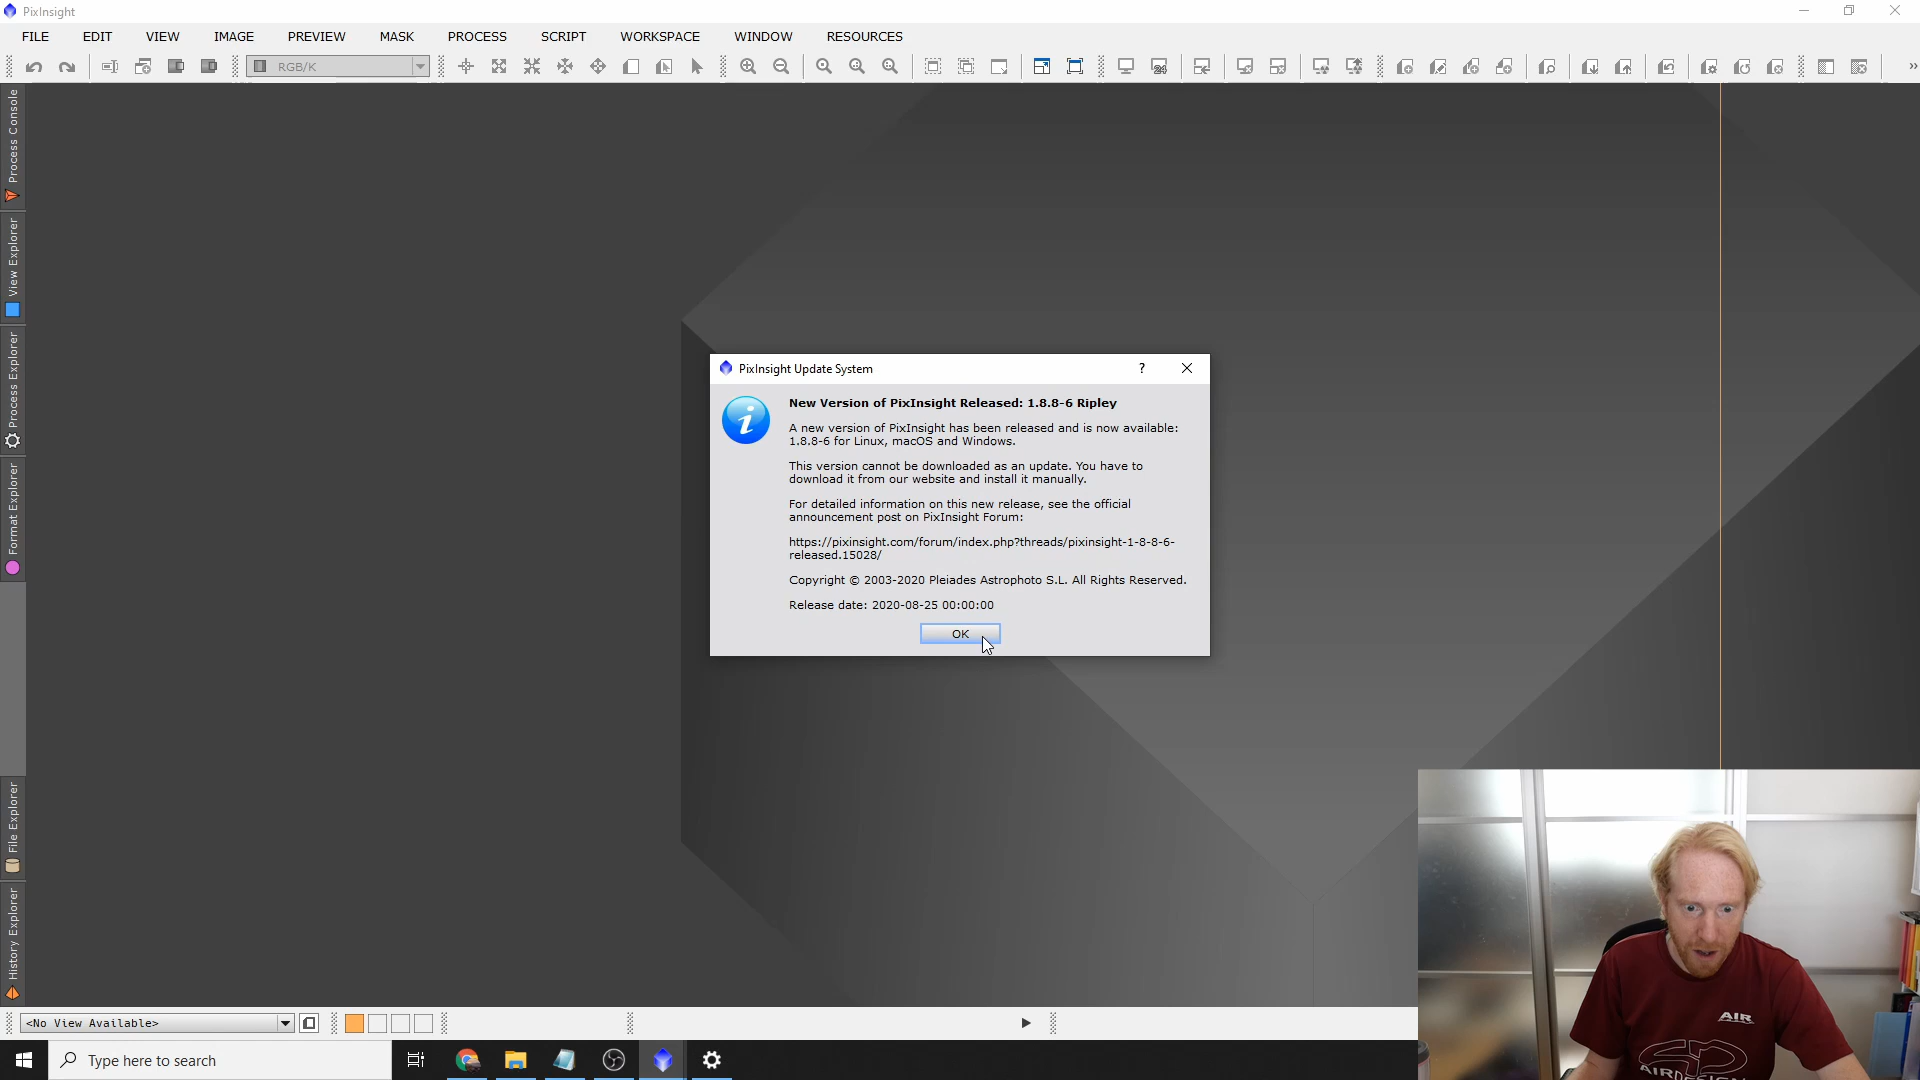 PixInsight
FILE EDIT VIEW IMAGE PREVIEW MASK PROCESS SCRIPT WORKSPACE WINDOW RESOURCES
RGB/K
24
Process Console
View Explorer
Process Explorer
Format Explorer
File Explorer
History Explorer
PixInsight Update System
New Version of PixInsight Released: 1.8.8-6 Ripley
A new version of PixInsight has been released and is now available:
1.8.8-6 for Linux, macOS and Windows.
This version cannot be downloaded as an update. You have to
download it from our website and install it manually.
For detailed information on this new release, see the official
announcement post on PixInsight Forum:
https://pixinsight.com/forum/index.php?threads/pixinsight-1-8-8-6-
released.15028/
Copyright © 2003-2020 Pleiades Astrophoto S.L. All Rights Reserved.
Release date: 2020-08-25 00:00:00
OK
AIR
AIRDESIGN
<No View Available>
Type here to search